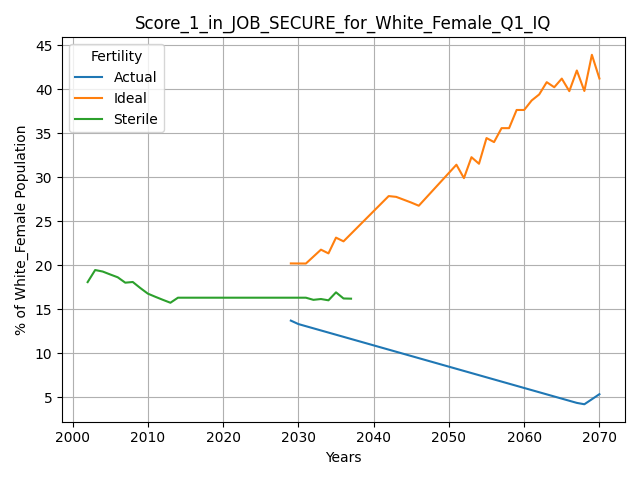 Score_1_in_JOB_SECURE_for_White_Female_Q1_IQ
Fertility
Actual
Ideal
Sterile
% of White_Female Population
45
40
35
30
25
20
15
10
5
2000 2010 2020 2030 2040 2050 2060 2070
Years